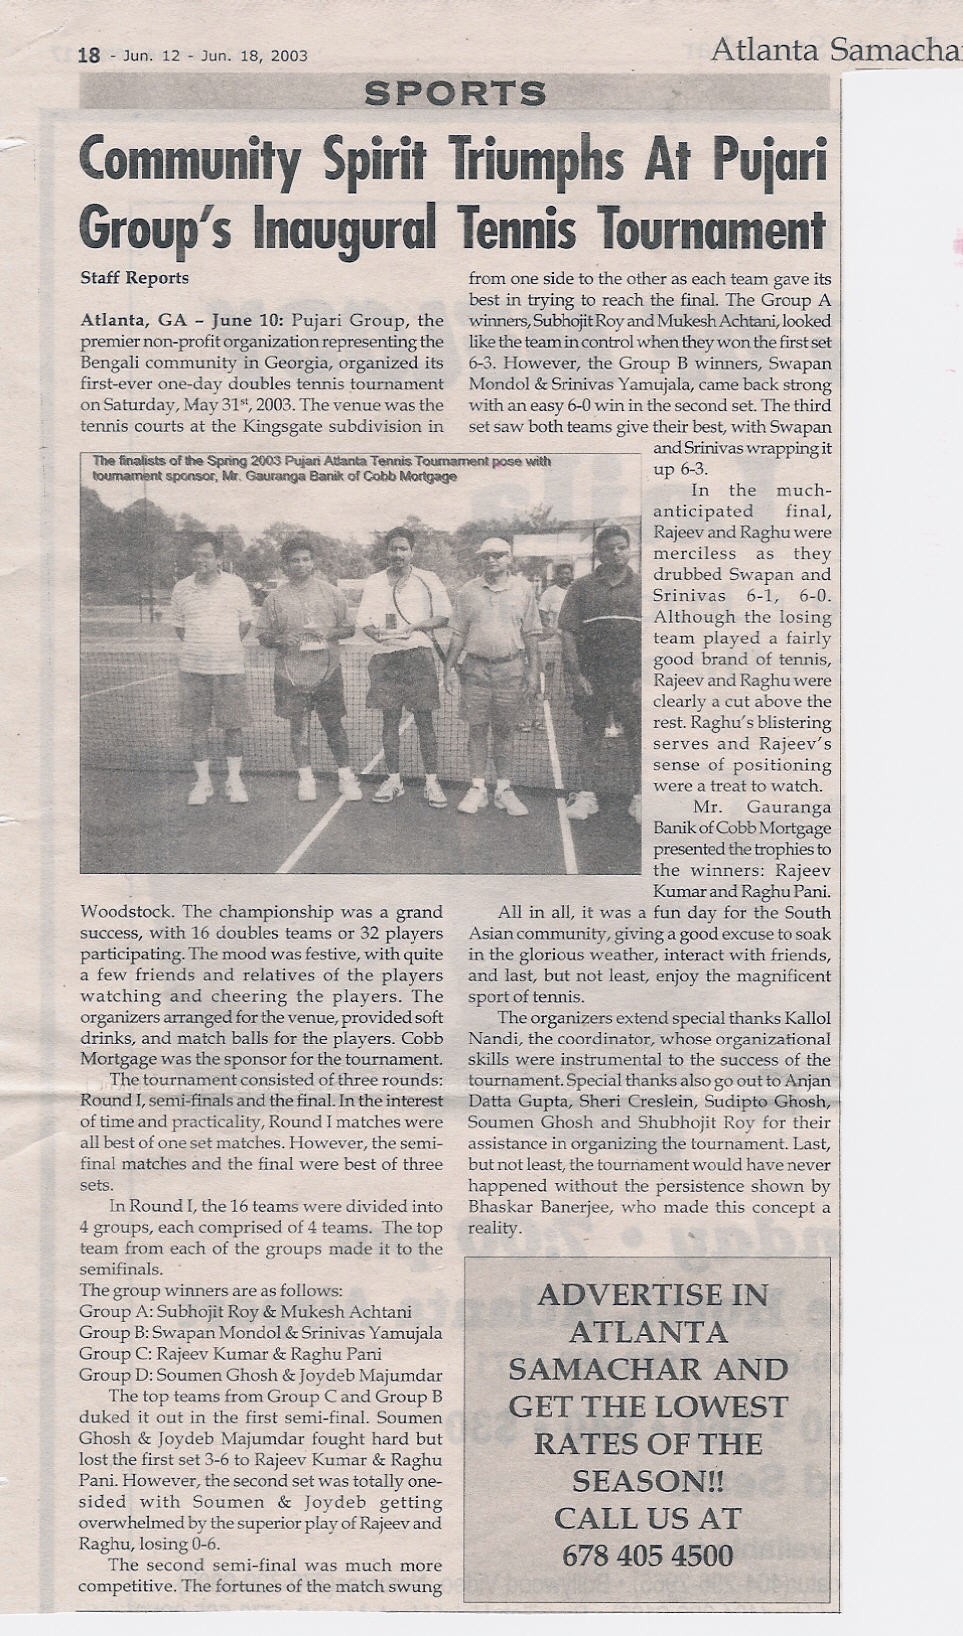 18 - Jun. 12 - Jun. 18, 2003
Atlanta Samachar
SPORTS
Community Spirit Triumphs At Pujari
Group's Inaugural Tennis Tournament
Staff Reports
Atlanta, GA – June 10: Pujari Group, the
premier non-profit organization representing the
Bengali community in Georgia, organized its
first-ever one-day doubles tennis tournament
on Saturday, May 31st, 2003. The venue was the
tennis courts at the Kingsgate subdivision in
The finalists of the Spring 2003 Pujari Atlanta Tennis Tournament pose with
tournament sponsor, Mr. Gauranga Banik of Cobb Mortgage
Woodstock. The championship was a grand
success, with 16 doubles teams or 32 players
participating. The mood was festive, with quite
a few friends and relatives of the players
watching and cheering the players. The
organizers arranged for the venue, provided soft
drinks, and match balls for the players. Cobb
Mortgage was the sponsor for the tournament.
The tournament consisted of three rounds:
Round I, semi-finals and the final. In the interest
of time and practicality, Round I matches were
all best of one set matches. However, the semi-
final matches and the final were best of three
sets.
In Round I, the 16 teams were divided into
4 groups, each comprised of 4 teams. The top
team from each of the groups made it to the
semifinals.
The group winners are as follows:
Group A: Subhojit Roy & Mukesh Achtani
Group B: Swapan Mondol & Srinivas Yamujala
Group C: Rajeev Kumar & Raghu Pani
Group D: Soumen Ghosh & Joydeb Majumdar
The top teams from Group C and Group B
duked it out in the first semi-final. Soumen
Ghosh & Joydeb Majumdar fought hard but
lost the first set 3-6 to Rajeev Kumar & Raghu
Pani. However, the second set was totally one-
sided with Soumen & Joydeb getting
overwhelmed by the superior play of Rajeev and
Raghu, losing 0-6.
The second semi-final was much more
competitive. The fortunes of the match swung
from one side to the other as each team gave its
best in trying to reach the final. The Group A
winners, Subhojit Roy and Mukesh Achtani, looked
like the team in control when they won the first set
6-3. However, the Group B winners, Swapan
Mondol & Srinivas Yamujala, came back strong
with an easy 6-0 win in the second set. The third
set saw both teams give their best, with Swapan
and Srinivas wrapping it
up 6-3.
In the much-
anticipated final,
Rajeev and Raghu were
merciless as they
drubbed Swapan and
Srinivas 6-1, 6-0.
Although the losing
team played a fairly
good brand of tennis,
Rajeev and Raghu were
clearly a cut above the
rest. Raghu's blistering
serves and Rajeev's
sense of positioning
were a treat to watch.
Mr. Gauranga
Banik of Cobb Mortgage
presented the trophies to
the winners: Rajeev
Kumar and Raghu Pani.
All in all, it was a fun day for the South
Asian community, giving a good excuse to soak
in the glorious weather, interact with friends,
and last, but not least, enjoy the magnificent
sport of tennis.
The organizers extend special thanks Kallol
Nandi, the coordinator, whose organizational
skills were instrumental to the success of the
tournament. Special thanks also go out to Anjan
Datta Gupta, Sheri Creslein, Sudipto Ghosh,
Soumen Ghosh and Shubhojit Roy for their
assistance in organizing the tournament. Last,
but not least, the tournament would have never
happened without the persistence shown by
Bhaskar Banerjee, who made this concept a
reality.
ADVERTISE IN
ATLANTA
SAMACHAR AND
GET THE LOWEST
RATES OF THE
SEASON!!
CALL US AT
678 405 4500